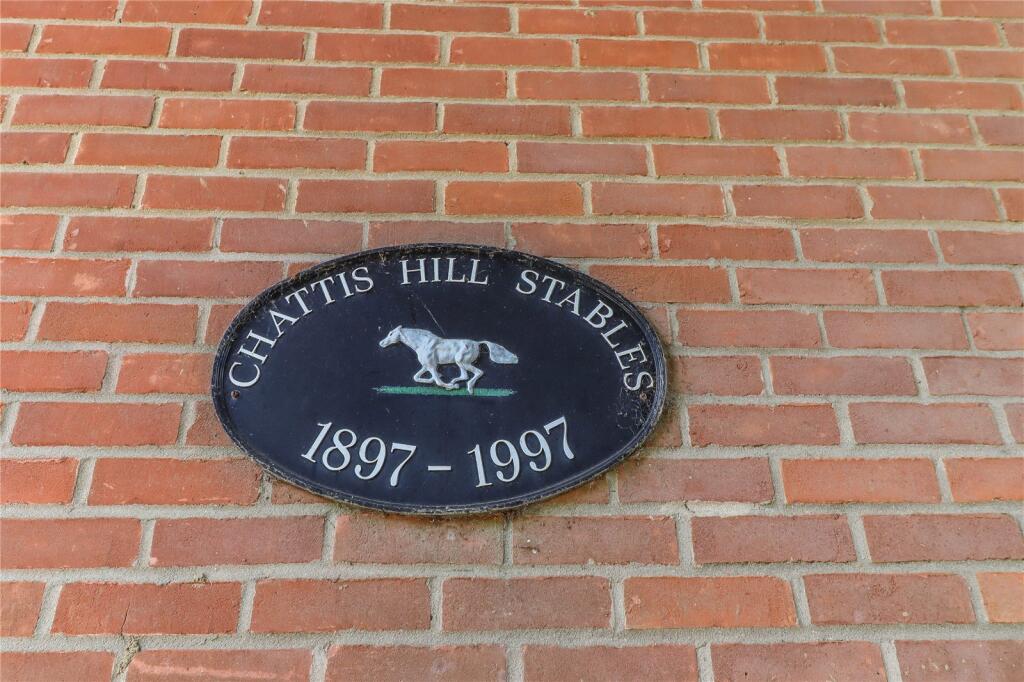 CHATTIS HILL STABLES
1897 - 1997